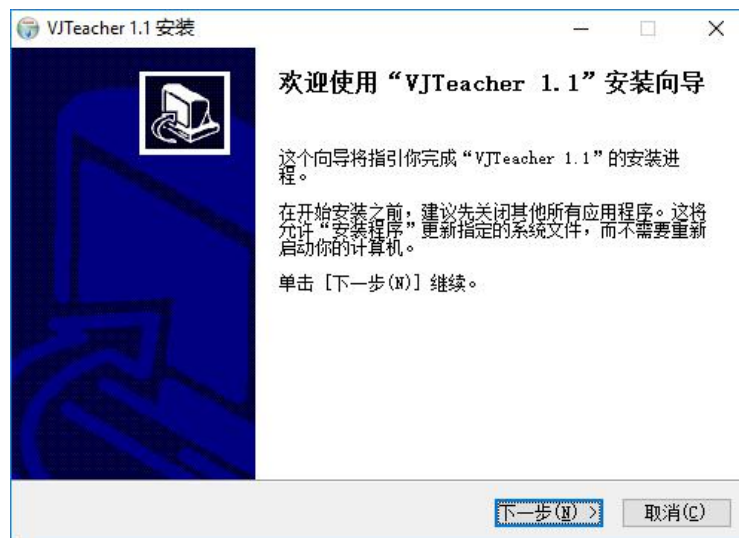 VJTeacher 1.1 安装
欢迎使用“VJTeacher 1.1”安装向导
这个向导将指引你完成“VJTeacher 1.1”的安装进
程。
在开始安装之前，建议先关闭其他所有应用程序。这将
允许“安装程序”更新指定的系统文件，而不需要重新
启动你的计算机。
单击 [下一步(N)] 继续。
下一步(N) > 取消(C)